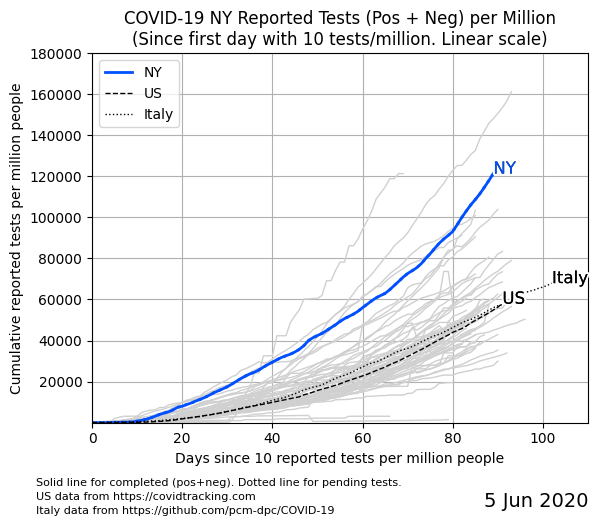 COVID-19 NY Reported Tests (Pos + Neg) per Million
(Since first day with 10 tests/million. Linear scale)
Cumulative reported tests per million people
180000
160000
140000
120000
100000
80000
60000
40000
20000
NY
US
Italy
NY
Italy
US
0 20 40 60 80 100
Days since 10 reported tests per million people
Solid line for completed (pos+neg). Dotted line for pending tests.
US data from https://covidtracking.com
Italy data from https://github.com/pcm-dpc/COVID-19
5 Jun 2020